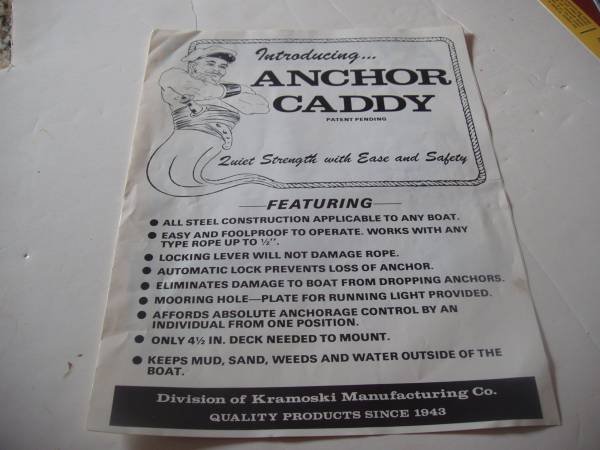 Introducing...
ANCHOR
CADDY
PATENT PENDING
Quiet Strength with Ease and Safety
—FEATURING—
● ALL STEEL CONSTRUCTION APPLICABLE TO ANY BOAT.
● EASY AND FOOLPROOF TO OPERATE. WORKS WITH ANY
TYPE ROPE UP TO ½".
● LOCKING LEVER WILL NOT DAMAGE ROPE.
● AUTOMATIC LOCK PREVENTS LOSS OF ANCHOR.
● ELIMINATES DAMAGE TO BOAT FROM DROPPING ANCHORS.
● MOORING HOLE—PLATE FOR RUNNING LIGHT PROVIDED.
● AFFORDS ABSOLUTE ANCHORAGE CONTROL BY AN
INDIVIDUAL FROM ONE POSITION.
● ONLY 4½ IN. DECK NEEDED TO MOUNT.
● KEEPS MUD, SAND, WEEDS AND WATER OUTSIDE OF THE
BOAT.
Division of Kramoski Manufacturing Co.
QUALITY PRODUCTS SINCE 1943